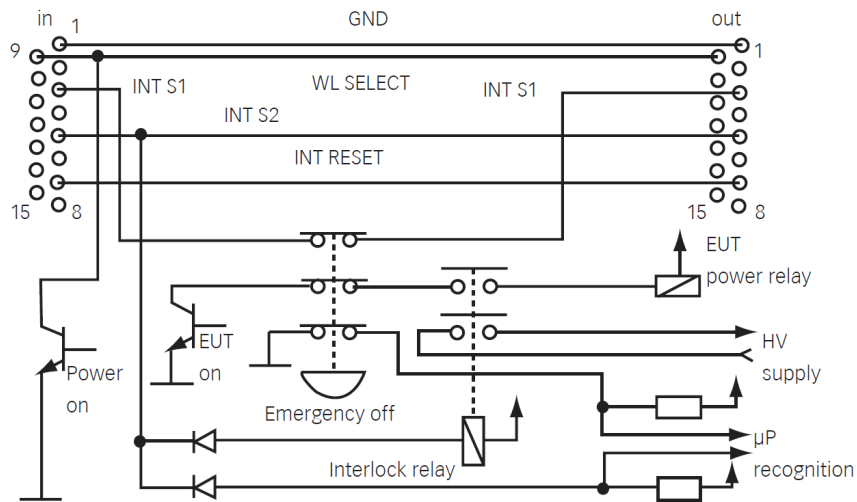 in
1
GND
out
9
1
INT S1
WL SELECT
INT S1
INT S2
INT RESET
15
8
15
8
EUT
power relay
EUT
on
Power
on
HV
supply
Emergency off
µP
Interlock relay
recognition